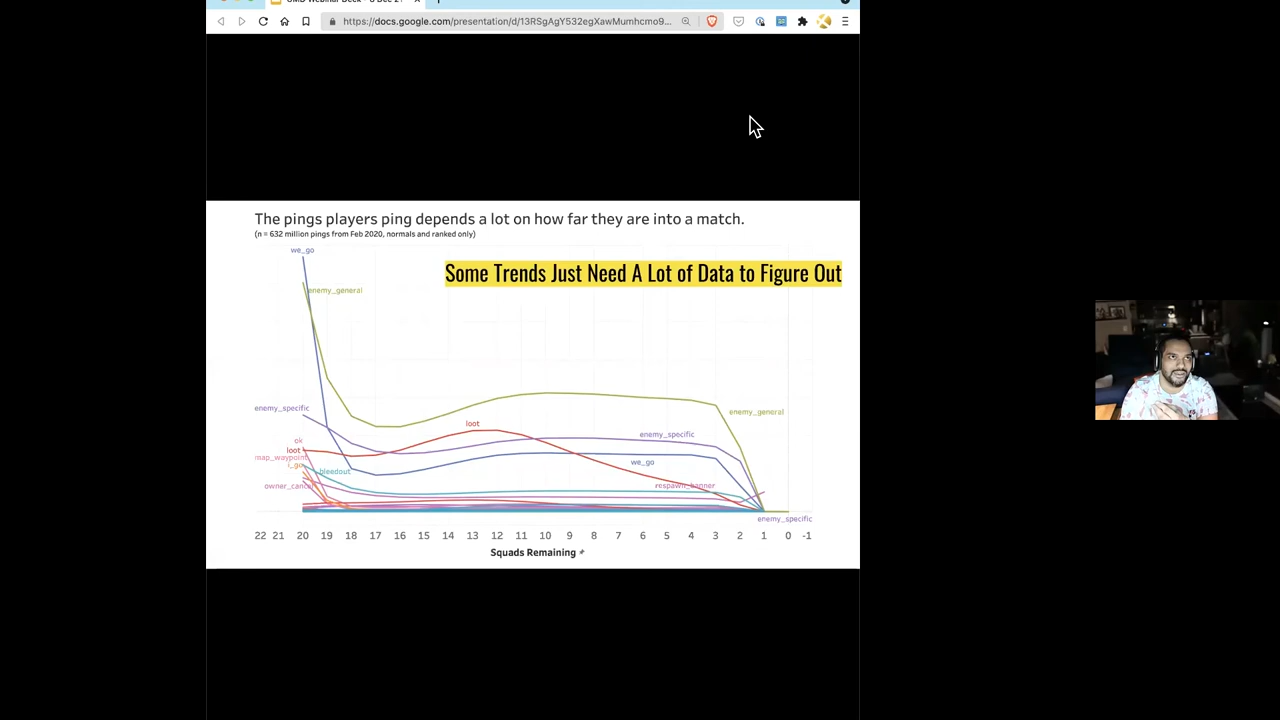 https://docs.google.com/presentation/d/13RSgAgY532egXawMumhcmo9...
The pings players ping depends a lot on how far they are into a match.
(n = 632 million pings from Feb 2020, normals and ranked only)
we_go
Some Trends Just Need A Lot of Data to Figure Out
enemy_general
enemy_specific
enemy_general
loot
enemy_specific
ok
loot
map_waypoint
we_go
i_go
bleedout
owner_cancel
respawn_banner
enemy_specific
22 21 20 19 18 17 16 15 14 13 12 11 10 9 8 7 6 5 4 3 2 1 0 -1
Squads Remaining